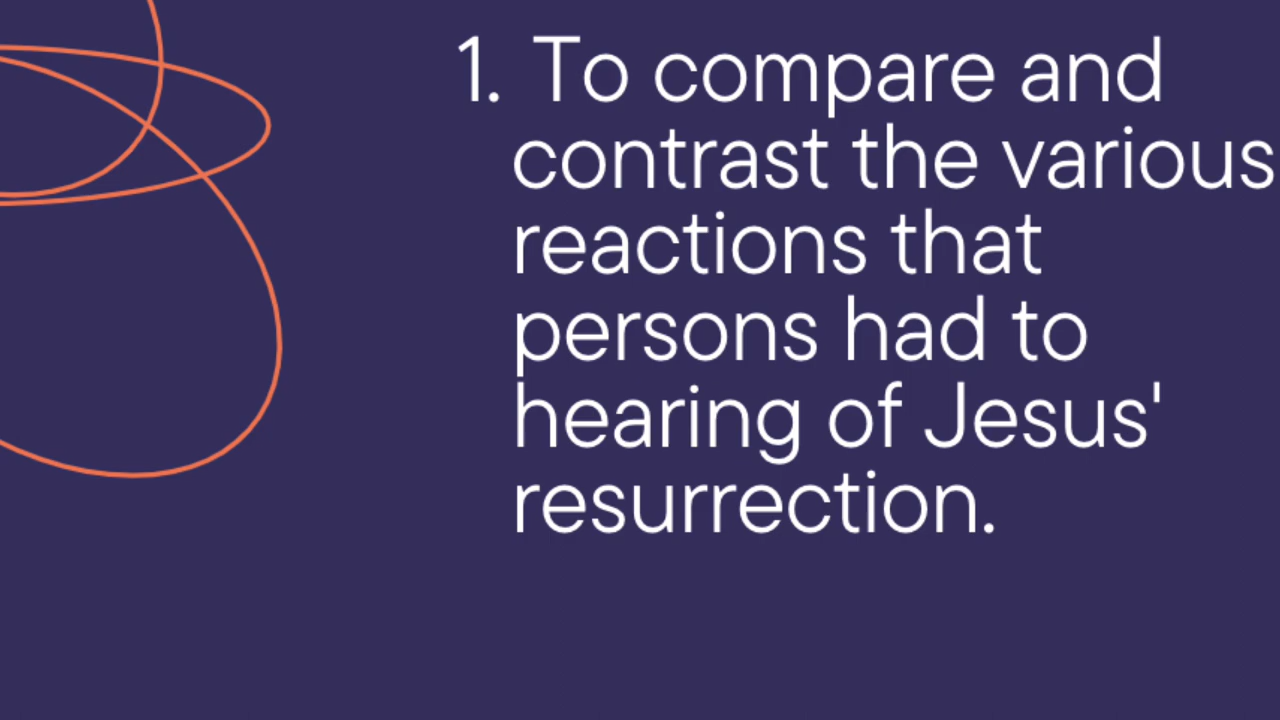 1. To compare and
contrast the various
reactions that
persons had to
hearing of Jesus'
resurrection.